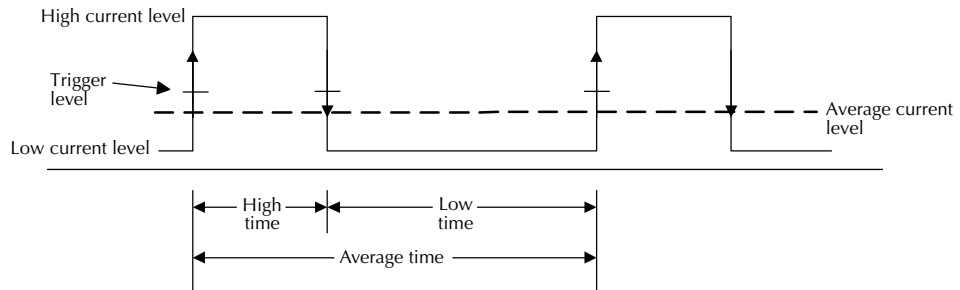 High current level
Trigger
level
Average current
level
Low current level
High
time
Low
time
Average time